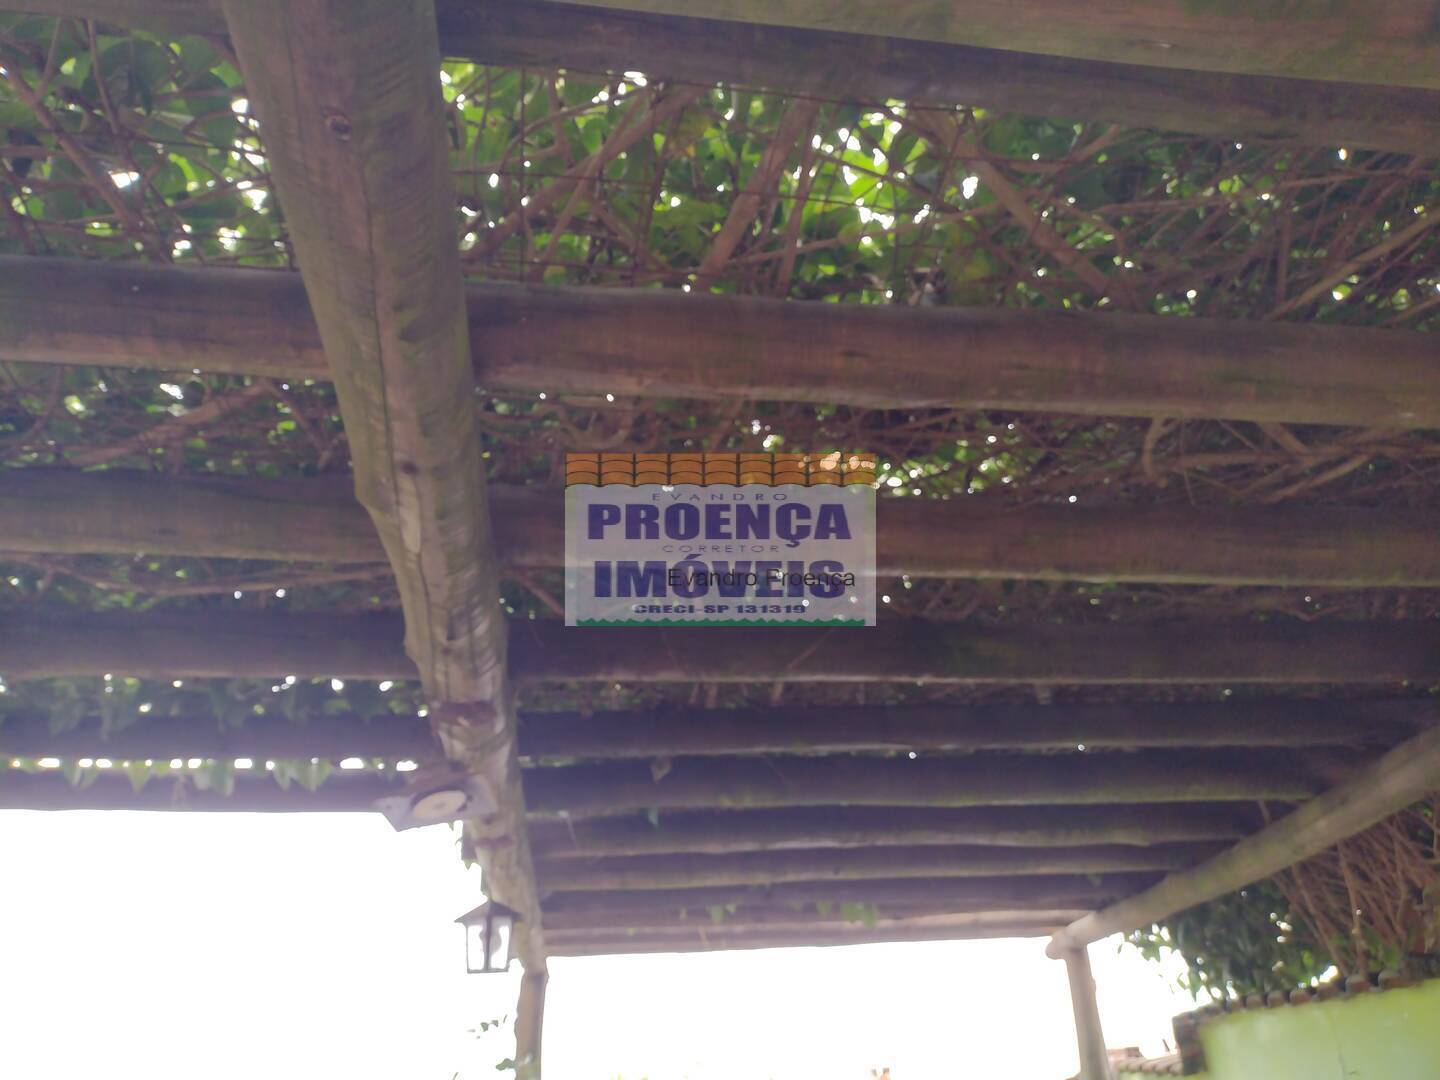 EVANDRO
PROENÇA
CORRETOR
IMÓVEIS
Evandro Proença
CRECI-SP 131319